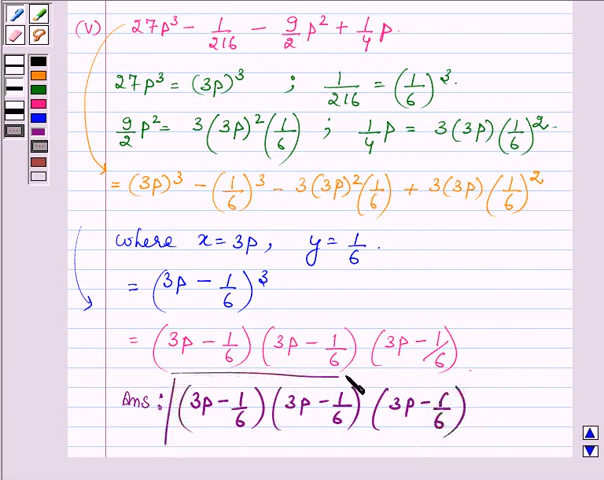 (V) 27p³ - 1/216 - 9/2 p² + 1/4 p.
27p³ = (3p)³ ; 1/216 = (1/6)³.
9/2 p² = 3(3p)²(1/6) ; 1/4 p = 3(3p)(1/6)².
= (3p)³ - (1/6)³ - 3(3p)²(1/6) + 3(3p)(1/6)²
where x = 3p, y = 1/6.
= (3p - 1/6)³
= (3p - 1/6) (3p - 1/6) (3p - 1/6).
Ans: (3p - 1/6) (3p - 1/6) (3p - 1/6)